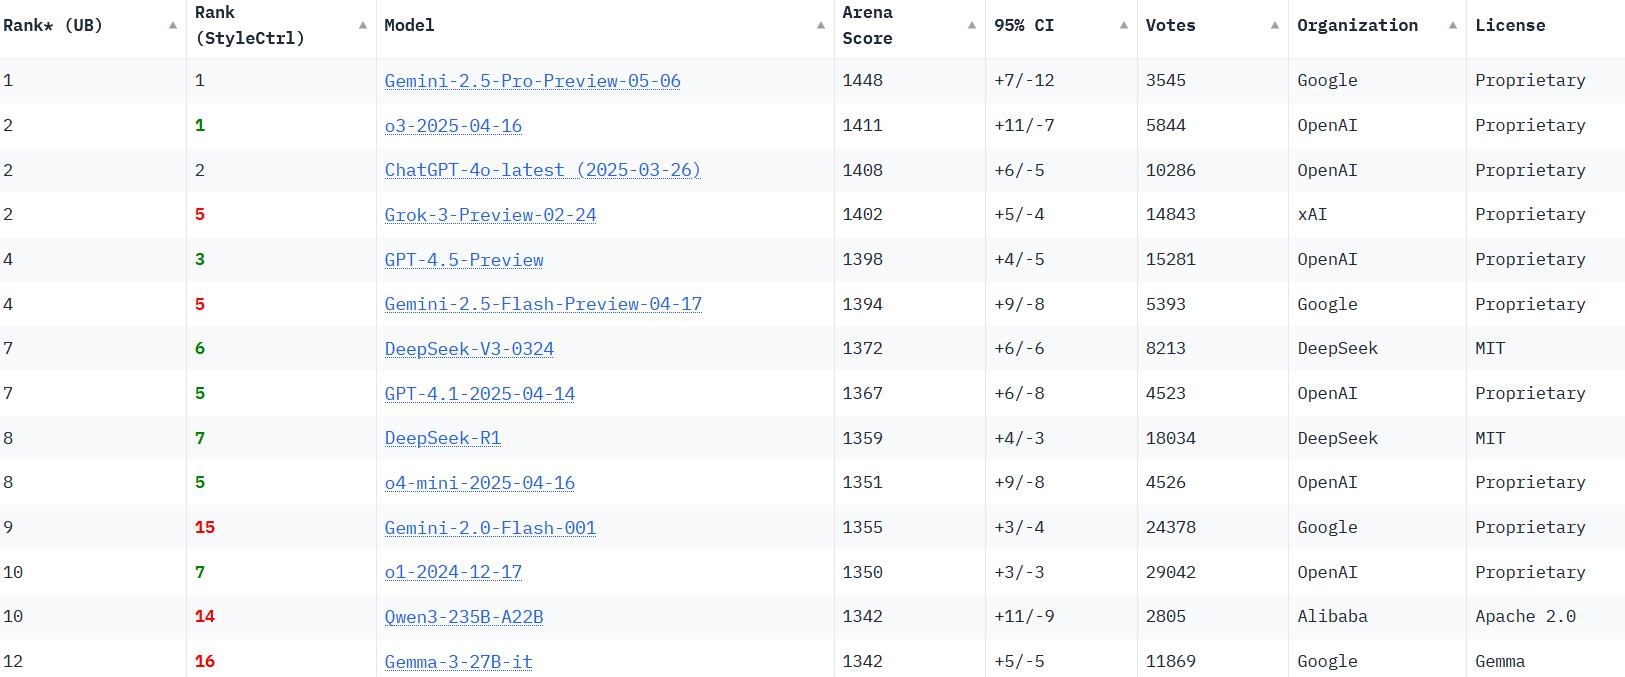 Rank* (UB) ▲ Rank (StyleCtrl) ▲ Model ▲ Arena Score ▲ 95% CI ▲ Votes ▲ Organization ▲ License
1 1 Gemini-2.5-Pro-Preview-05-06 1448 +7/-12 3545 Google Proprietary
2 1 o3-2025-04-16 1411 +11/-7 5844 OpenAI Proprietary
2 2 ChatGPT-4o-latest (2025-03-26) 1408 +6/-5 10286 OpenAI Proprietary
2 5 Grok-3-Preview-02-24 1402 +5/-4 14843 xAI Proprietary
4 3 GPT-4.5-Preview 1398 +4/-5 15281 OpenAI Proprietary
4 5 Gemini-2.5-Flash-Preview-04-17 1394 +9/-8 5393 Google Proprietary
7 6 DeepSeek-V3-0324 1372 +6/-6 8213 DeepSeek MIT
7 5 GPT-4.1-2025-04-14 1367 +6/-8 4523 OpenAI Proprietary
8 7 DeepSeek-R1 1359 +4/-3 18034 DeepSeek MIT
8 5 o4-mini-2025-04-16 1351 +9/-8 4526 OpenAI Proprietary
9 15 Gemini-2.0-Flash-001 1355 +3/-4 24378 Google Proprietary
10 7 o1-2024-12-17 1350 +3/-3 29042 OpenAI Proprietary
10 14 Qwen3-235B-A22B 1342 +11/-9 2805 Alibaba Apache 2.0
12 16 Gemma-3-27B-it 1342 +5/-5 11869 Google Gemma